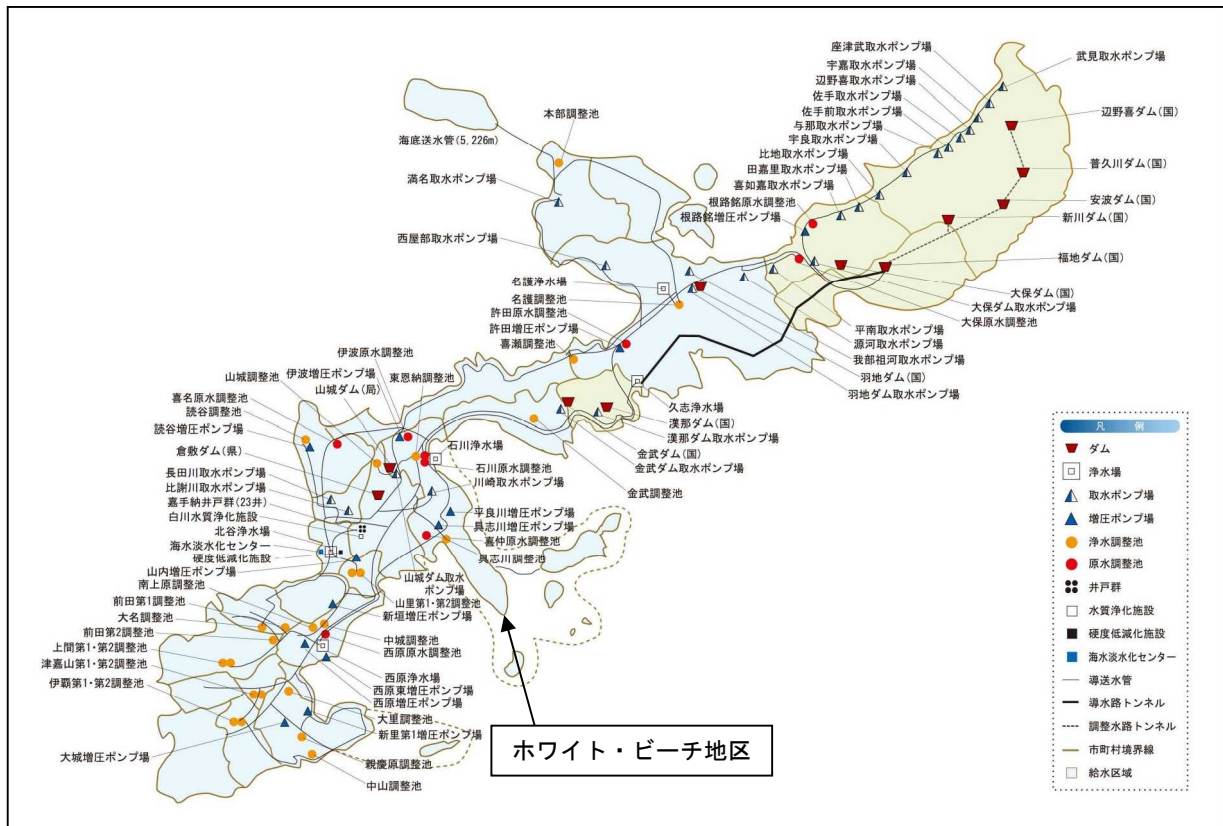 座津武取水ポンプ場
武見取水ポンプ場
宇嘉取水ポンプ場
辺野喜取水ポンプ場
佐手取水ポンプ場
辺野喜ダム(国)
佐手前取水ポンプ場
本部調整池
与那取水ポンプ場
海底送水管(5,226m)
宇良取水ポンプ場
普久川ダム(国)
比地取水ポンプ場
満名取水ポンプ場
田嘉里取水ポンプ場
安波ダム(国)
喜如嘉取水ポンプ場
新川ダム(国)
根路銘原水調整池
根路銘増圧ポンプ場
西屋部取水ポンプ場
福地ダム(国)
名護浄水場
大保ダム(国)
名護調整池
大保ダム取水ポンプ場
許田原水調整池
大保原水調整池
許田増圧ポンプ場
平南取水ポンプ場
喜瀬調整池
源河取水ポンプ場
伊波原水調整池
我部祖河取水ポンプ場
伊波増圧ポンプ場
東恩納調整池
羽地ダム(国)
山城調整池
山城ダム(局)
羽地ダム取水ポンプ場
喜名原水調整池
久志浄水場
読谷調整池
漢那ダム(国)
読谷増圧ポンプ場
漢那ダム取水ポンプ場
倉敷ダム(県)
石川浄水場
金武ダム(国)
長田川取水ポンプ場
石川原水調整池
金武ダム取水ポンプ場
比謝川取水ポンプ場
川崎取水ポンプ場
金武調整池
嘉手納井戸群(23井)
平良川増圧ポンプ場
白川水質浄化施設
具志川増圧ポンプ場
北谷浄水場
喜仲原水調整池
海水淡水化センター
具志川調整池
硬度低減化施設
山内増圧ポンプ場
山城ダム取水
ポンプ場
南上原調整池
山里第1・第2調整池
前田第1調整池
新垣増圧ポンプ場
大名調整池
中城調整池
前田第2調整池
西原原水調整池
上間第1・第2調整池
西原浄水場
津嘉山第1・第2調整池
西原東増圧ポンプ場
伊覇第1・第2調整池
西原増圧ポンプ場
大里調整池
新里第1増圧ポンプ場
大城増圧ポンプ場
親慶原調整池
中山調整池
ホワイト・ビーチ地区
凡例
ダム
浄水場
取水ポンプ場
増圧ポンプ場
浄水調整池
原水調整池
井戸群
水質浄化施設
硬度低減化施設
海水淡水化センター
導送水管
導水路トンネル
調整水路トンネル
市町村境界線
給水区域